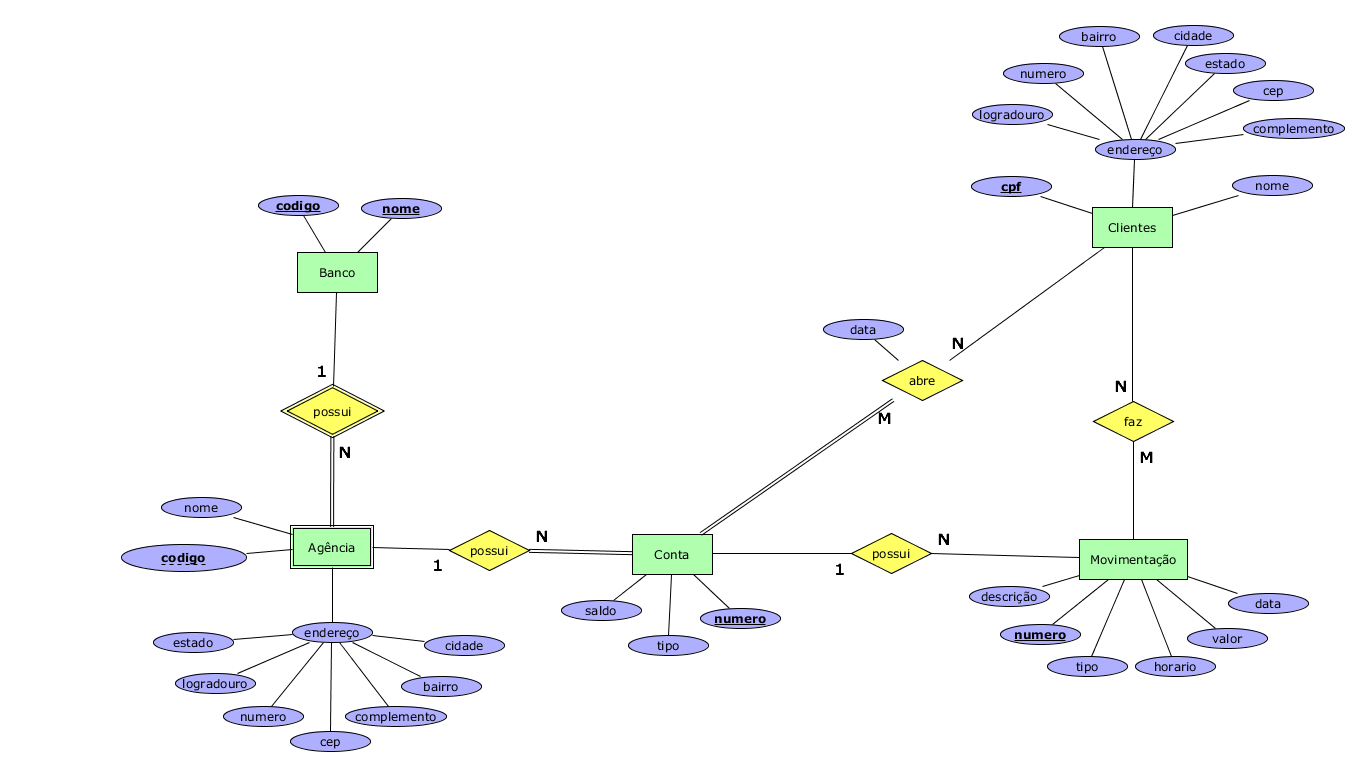 bairro
cidade
estado
numero
cep
logradouro
complemento
endereço
cpf
nome
codigo
nome
Clientes
Banco
data
N
abre
1
N
possui
M
faz
N
M
nome
N
N
Agência
possui
Conta
possui
Movimentação
codigo
1
1
descrição
data
saldo
numero
endereço
numero
valor
estado
cidade
tipo
tipo
horario
logradouro
bairro
numero
complemento
cep